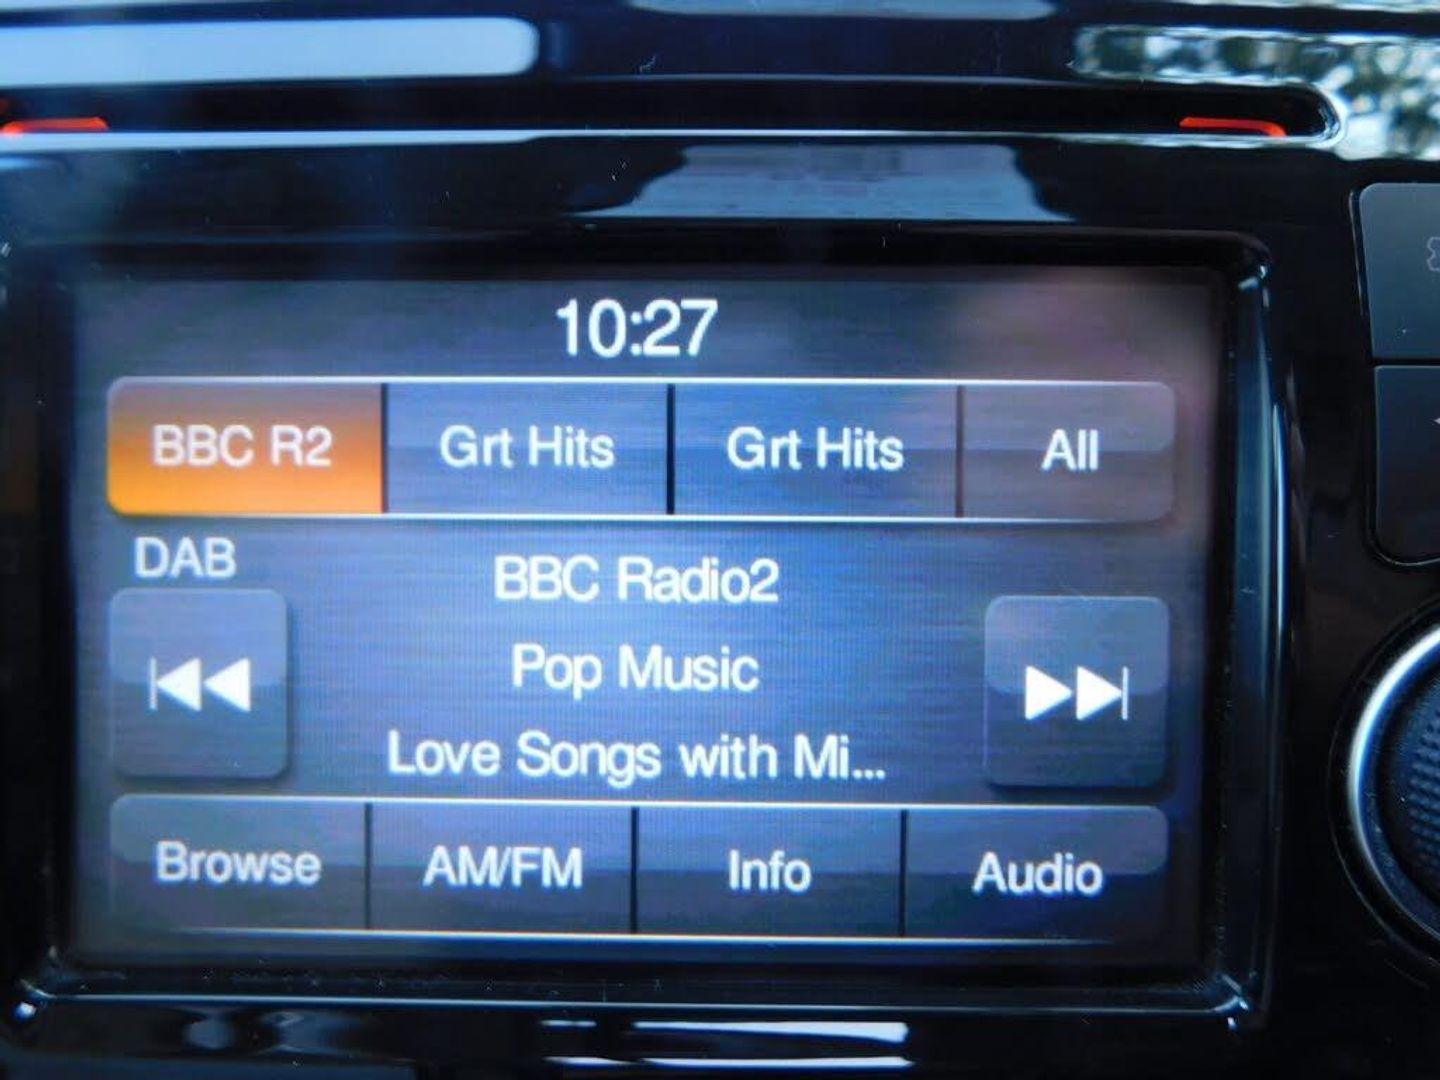 10:27
BBC R2 Grt Hits Grt Hits All
DAB
BBC Radio2
Pop Music
Love Songs with Mi...
Browse AM/FM Info Audio